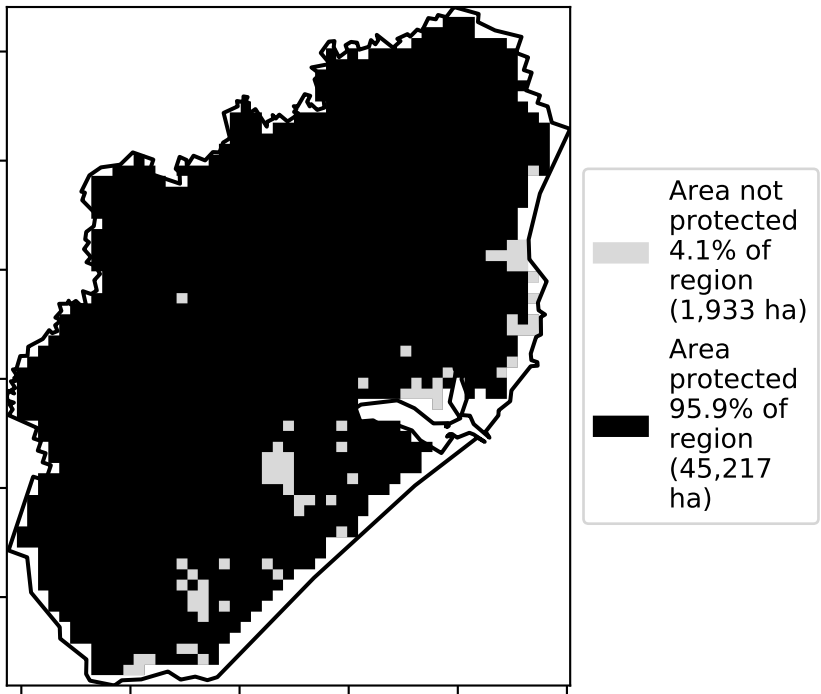 Area not
protected
4.1% of
region
(1,933 ha)
Area
protected
95.9% of
region
(45,217
ha)